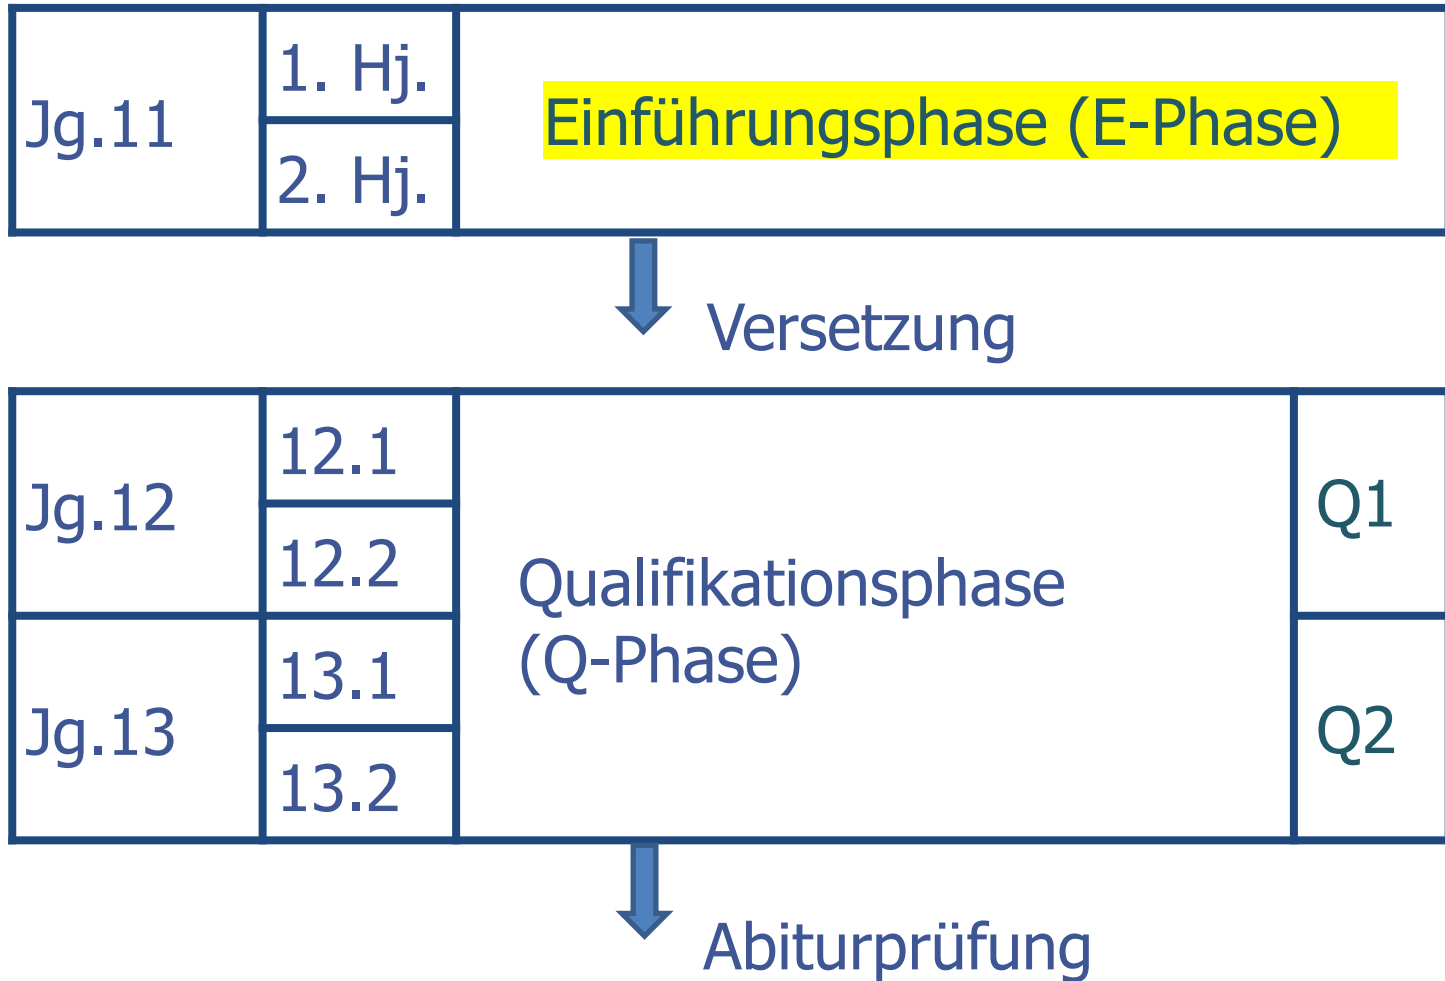 Jg.11
1. Hj.
2. Hj.
Einführungsphase (E-Phase)
Versetzung
Jg.12
12.1
12.2
Jg.13
13.1
13.2
Qualifikationsphase
(Q-Phase)
Q1
Q2
Abiturprüfung